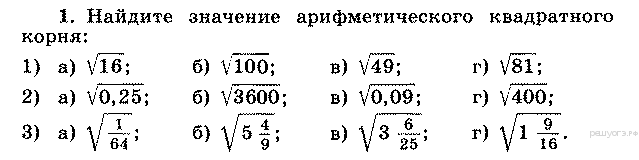 1. Найдите значение арифметического квадратного
корня:
1) а) √16; б) √100; в) √49; г) √81;
2) а) √0,25; б) √3600; в) √0,09; г) √400;
3) а) √(1/64); б) √(5 4/9); в) √(3 6/25); г) √(1 9/16).
РЕШУОГЭ.РФ